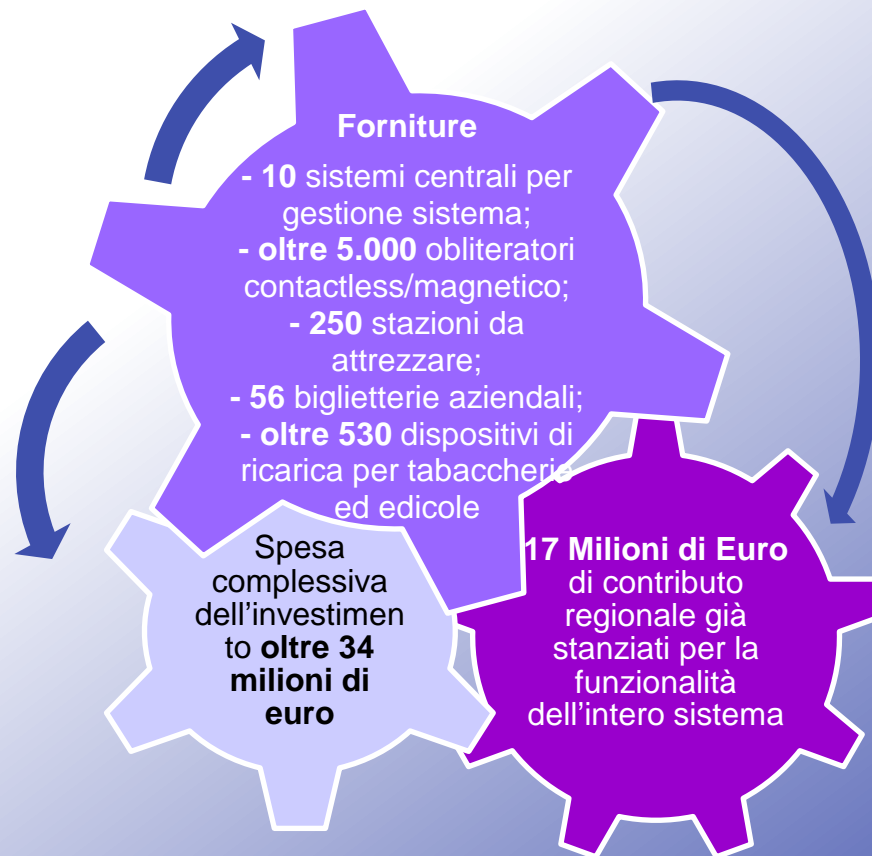 Forniture
- 10 sistemi centrali per
gestione sistema;
- oltre 5.000 obliteratori
contactless/magnetico;
- 250 stazioni da
attrezzare;
- 56 biglietterie aziendali;
- oltre 530 dispositivi di
ricarica per tabaccherie
ed edicole
Spesa
complessiva
dell’investimen
to oltre 34
milioni di
euro
17 Milioni di Euro
di contributo
regionale già
stanziati per la
funzionalità
dell’intero sistema